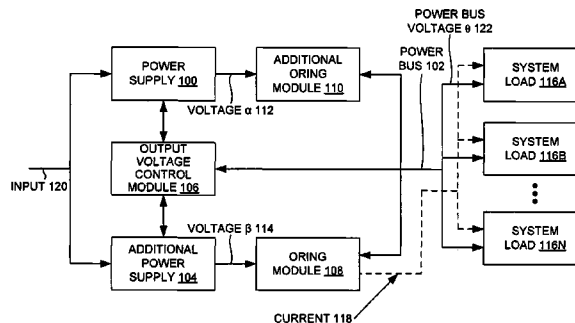 POWER BUS
VOLTAGE θ 122
POWER
BUS 102
POWER
SUPPLY 100
ADDITIONAL
ORING
MODULE 110
SYSTEM
LOAD 116A
VOLTAGE α 112
OUTPUT
VOLTAGE
CONTROL
MODULE 106
SYSTEM
LOAD 116B
INPUT 120
VOLTAGE β 114
ADDITIONAL
POWER
SUPPLY 104
ORING
MODULE 108
SYSTEM
LOAD 116N
CURRENT 118